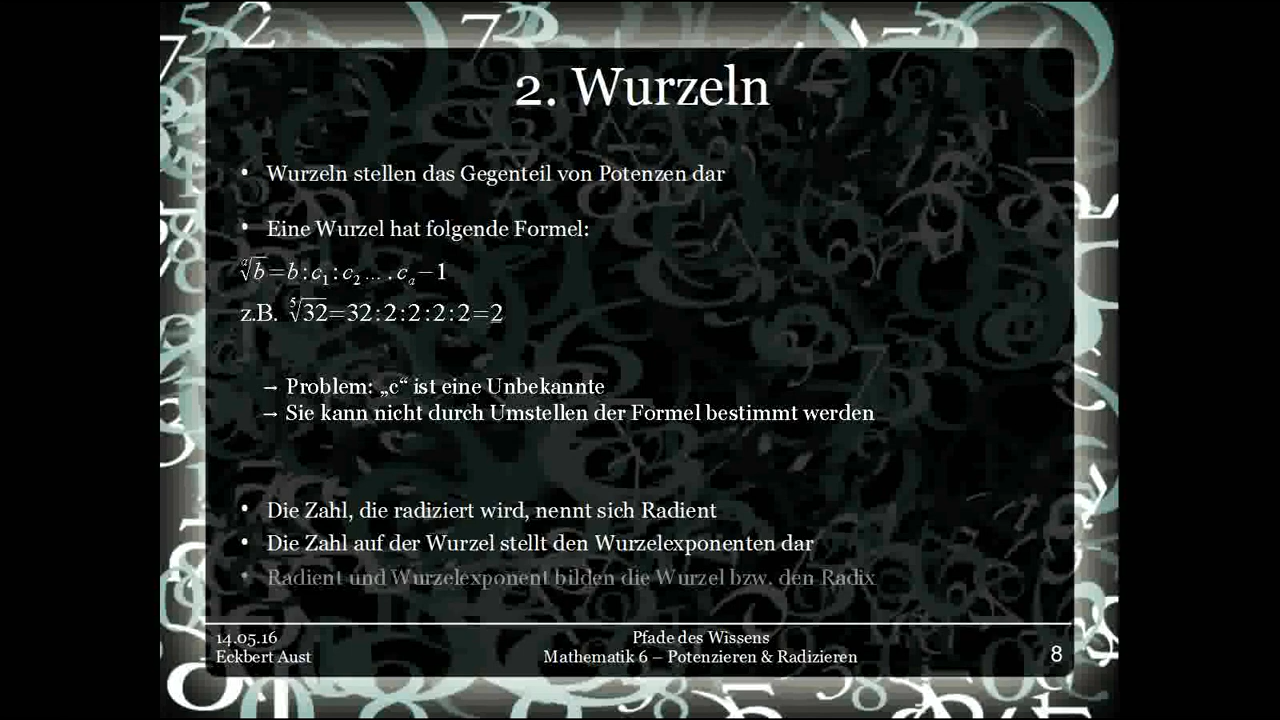 2. Wurzeln
• Wurzeln stellen das Gegenteil von Potenzen dar
• Eine Wurzel hat folgende Formel:
ᵃ√b=b:c₁:c₂ … . cₐ−1
z.B. ⁵√32=32:2:2:2:2=2
→ Problem: „c“ ist eine Unbekannte
→ Sie kann nicht durch Umstellen der Formel bestimmt werden
• Die Zahl, die radiziert wird, nennt sich Radient
• Die Zahl auf der Wurzel stellt den Wurzelexponenten dar
• Radient und Wurzelexponent bilden die Wurzel bzw. den Radix
14.05.16
Eckbert Aust
Pfade des Wissens
Mathematik 6 – Potenzieren & Radizieren
8